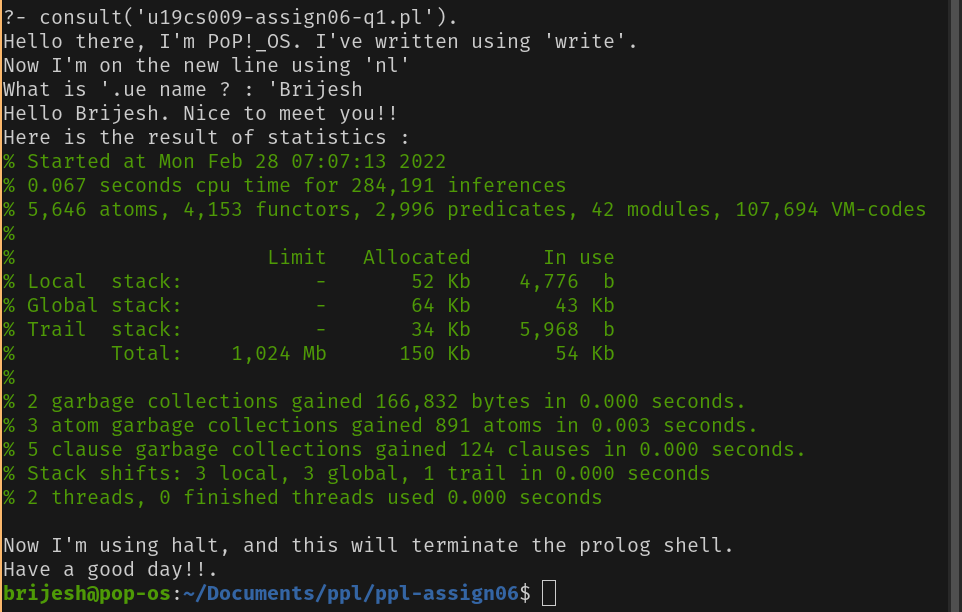 ?- consult('u19cs009-assign06-q1.pl').
Hello there, I'm PoP!_OS. I've written using 'write'.
Now I'm on the new line using 'nl'
What is '.ue name ? : 'Brijesh
Hello Brijesh. Nice to meet you!!
Here is the result of statistics :
% Started at Mon Feb 28 07:07:13 2022
% 0.067 seconds cpu time for 284,191 inferences
% 5,646 atoms, 4,153 functors, 2,996 predicates, 42 modules, 107,694 VM-codes
%
%                     Limit   Allocated      In use
% Local  stack:           -       52 Kb    4,776  b
% Global stack:           -       64 Kb       43 Kb
% Trail  stack:           -       34 Kb    5,968  b
%        Total:    1,024 Mb      150 Kb       54 Kb
%
% 2 garbage collections gained 166,832 bytes in 0.000 seconds.
% 3 atom garbage collections gained 891 atoms in 0.003 seconds.
% 5 clause garbage collections gained 124 clauses in 0.000 seconds.
% Stack shifts: 3 local, 3 global, 1 trail in 0.000 seconds
% 2 threads, 0 finished threads used 0.000 seconds
Now I'm using halt, and this will terminate the prolog shell.
Have a good day!!.
brijesh@pop-os:~/Documents/ppl/ppl-assign06$